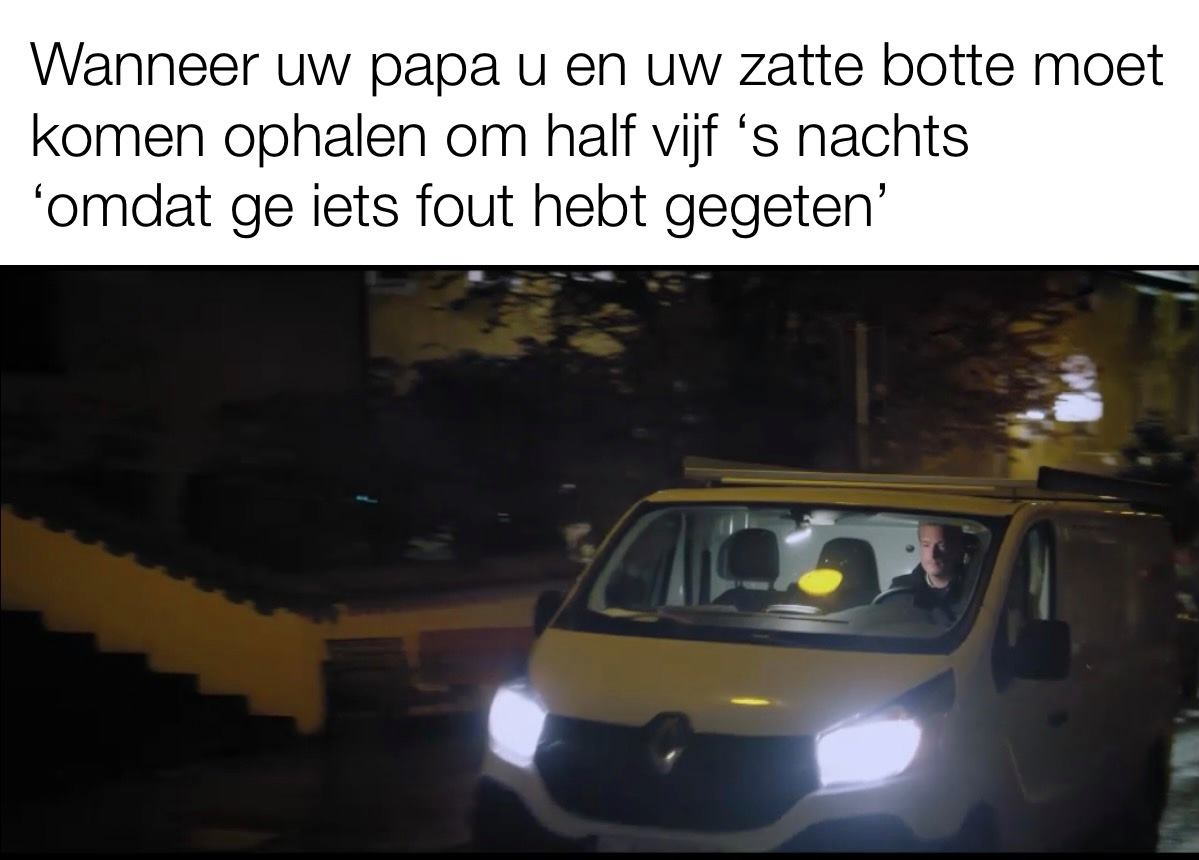 Wanneer uw papa u en uw zatte botte moet
komen ophalen om half vijf ‘s nachts
‘omdat ge iets fout hebt gegeten’